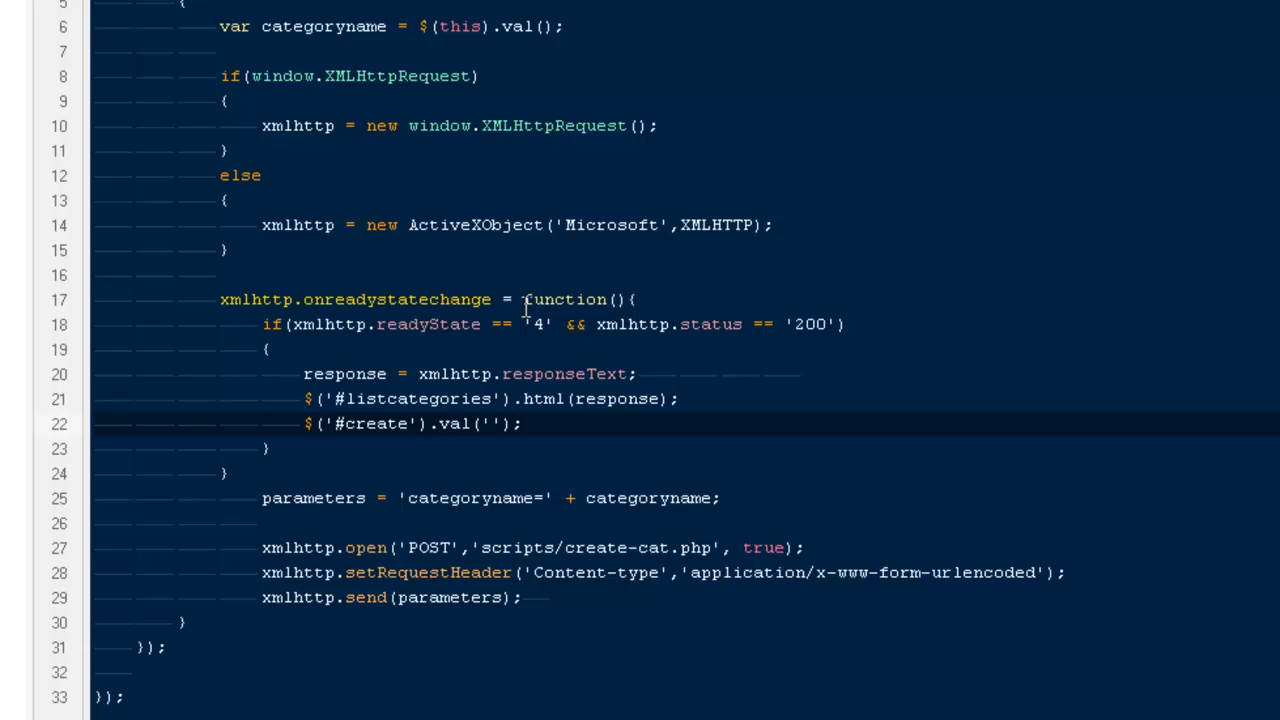 5 {
6 var categoryname = $(this).val();
7
8 if(window.XMLHttpRequest)
9 {
10 xmlhttp = new window.XMLHttpRequest();
11 }
12 else
13 {
14 xmlhttp = new ActiveXObject('Microsoft',XMLHTTP);
15 }
16
17 xmlhttp.onreadystatechange = function(){
18 if(xmlhttp.readyState == '4' && xmlhttp.status == '200')
19 {
20 response = xmlhttp.responseText;
21 $('#listcategories').html(response);
22 $('#create').val('');
23 }
24 }
25 parameters = 'categoryname=' + categoryname;
26
27 xmlhttp.open('POST','scripts/create-cat.php', true);
28 xmlhttp.setRequestHeader('Content-type','application/x-www-form-urlencoded');
29 xmlhttp.send(parameters);
30 }
31 });
32
33 });